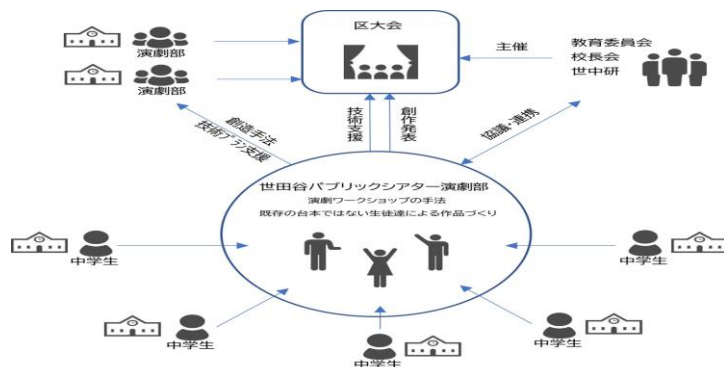 区大会
演劇部
演劇部
主催
教育委員会
校長会
世中研
創造手法
技術プラン支援
技術支援
創作発表
協議・連携
世田谷パブリックシアター演劇部
演劇ワークショップの手法
既存の台本ではない生徒達による作品づくり
中学生
中学生
中学生
中学生
中学生